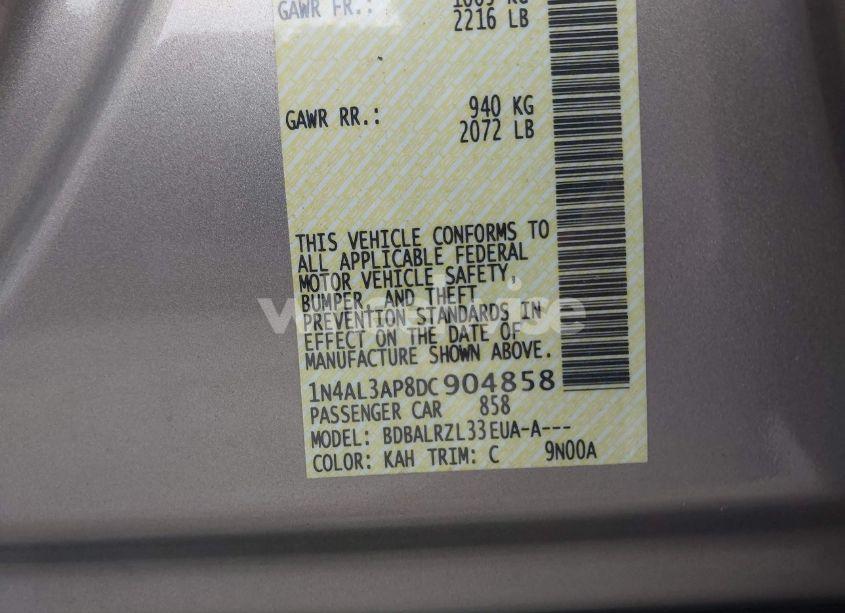 GAWR FR.: 1005 KG
2216 LB
GAWR RR.: 940 KG
2072 LB
THIS VEHICLE CONFORMS TO
ALL APPLICABLE FEDERAL
MOTOR VEHICLE SAFETY,
BUMPER, AND THEFT
PREVENTION STANDARDS IN
EFFECT ON THE DATE OF
MANUFACTURE SHOWN ABOVE.
1N4AL3AP8DC904858
PASSENGER CAR 858
MODEL: BDBALRZL33EUA-A---
COLOR: KAH TRIM: C 9N00A